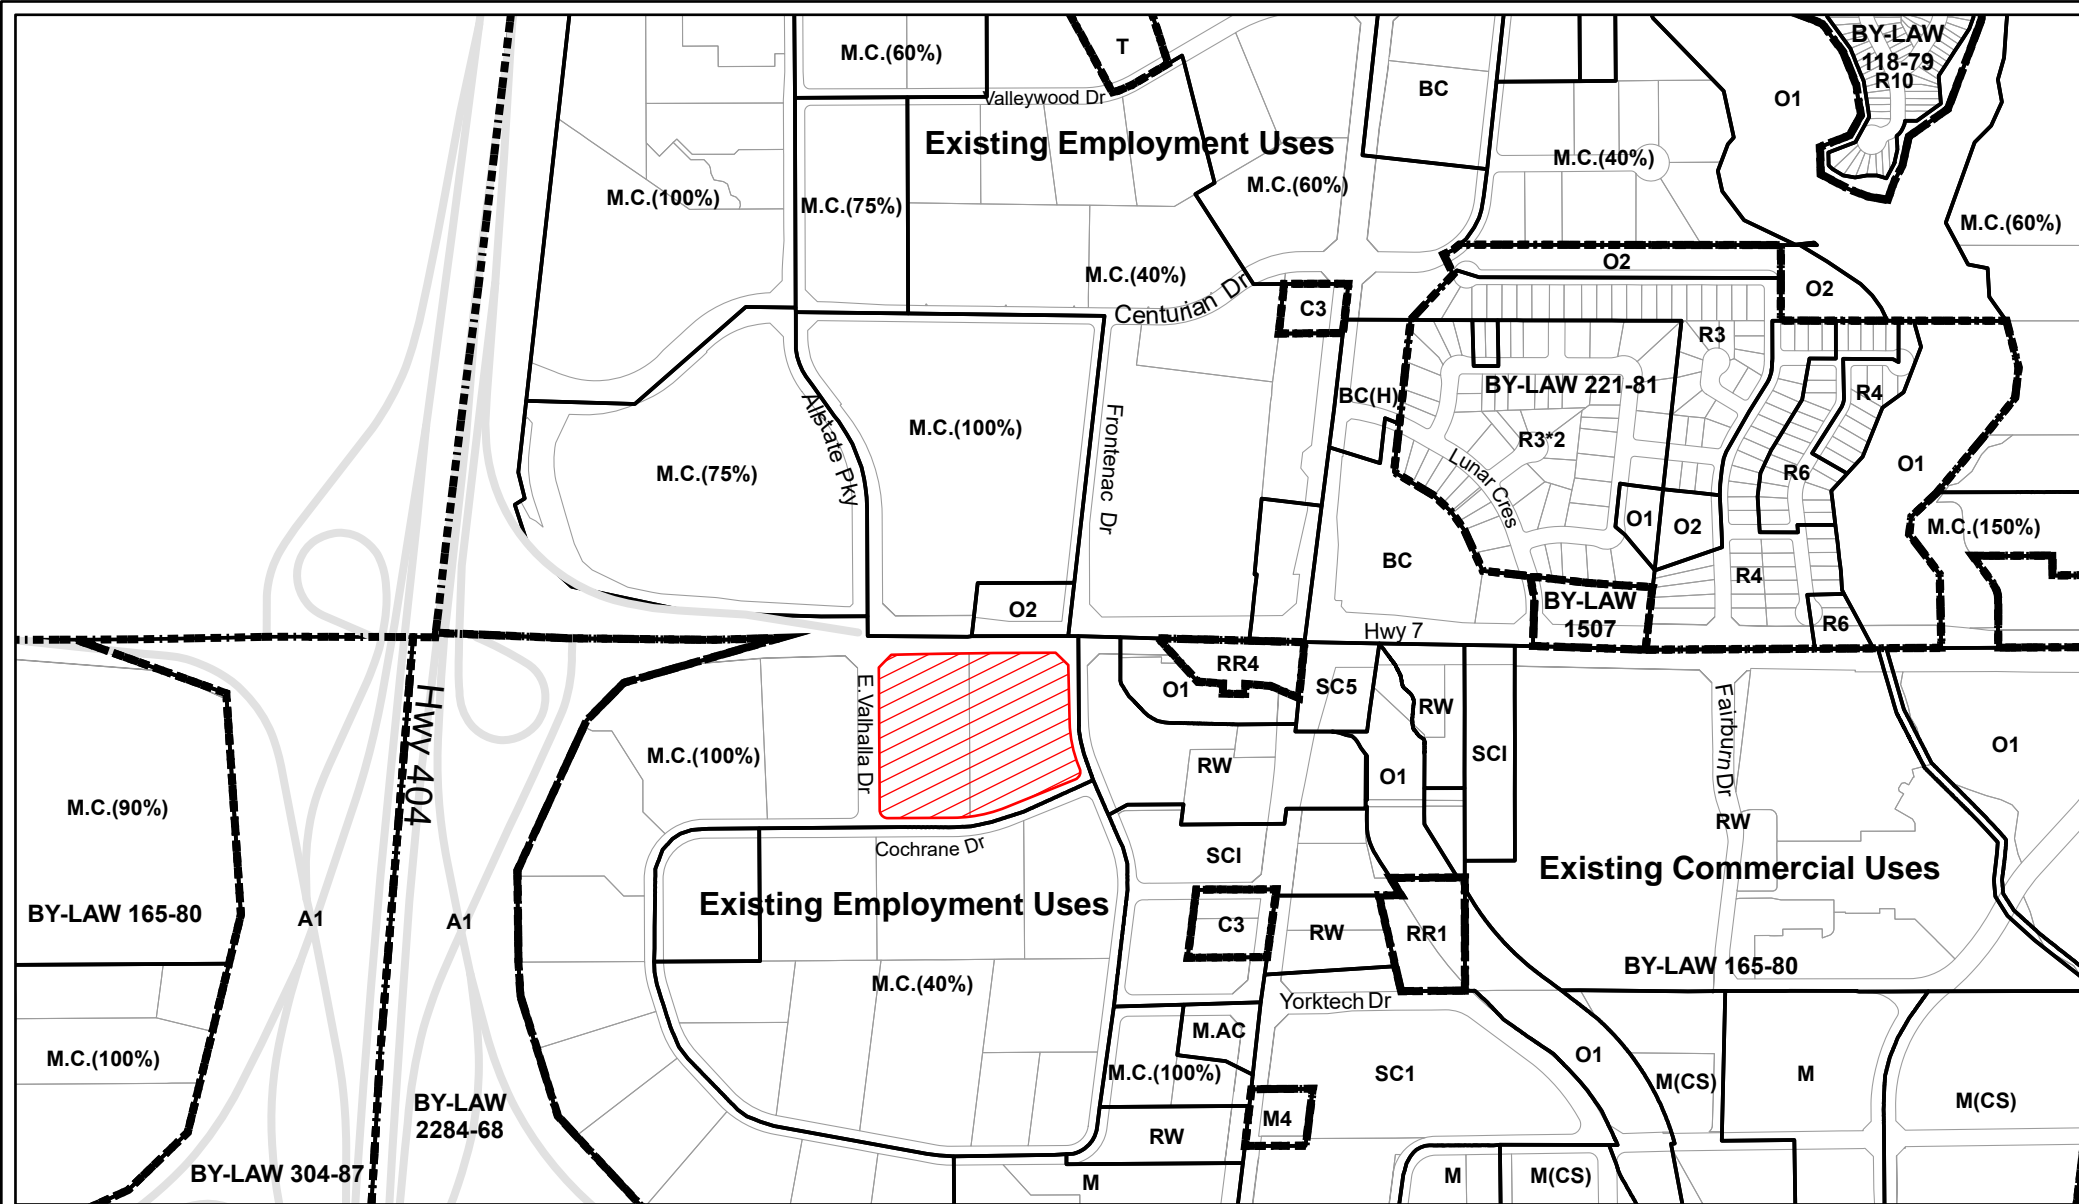 M.C.(60%)
T
BC
BY-LAW
118-79
R10
O1
Valleywood Dr
Existing Employment Uses
M.C.(40%)
M.C.(100%)
M.C.(75%)
M.C.(60%)
M.C.(60%)
M.C.(40%)
Centurian Dr
O2
O2
C3
R3
BC(H)
BY-LAW 221-81
R4
Allstate Pky
M.C.(100%)
Frontenac Dr
R3*2
Lunar Cres
M.C.(75%)
R6
O1
O1
O2
M.C.(150%)
BC
R4
O2
BY-LAW
1507
R6
Hwy 7
RR4
O1
SC5
RW
E. Valhalla Dr
Hwy 404
M.C.(100%)
RW
O1
SCI
Fairburn Dr
O1
M.C.(90%)
RW
Cochrane Dr
SCI
Existing Commercial Uses
BY-LAW 165-80
A1
A1
Existing Employment Uses
C3
RW
RR1
BY-LAW 165-80
M.C.(40%)
Yorktech Dr
M.AC
M.C.(100%)
M.C.(100%)
SC1
O1
M(CS)
M
M(CS)
BY-LAW
2284-68
M4
RW
BY-LAW 304-87
M
M
M(CS)